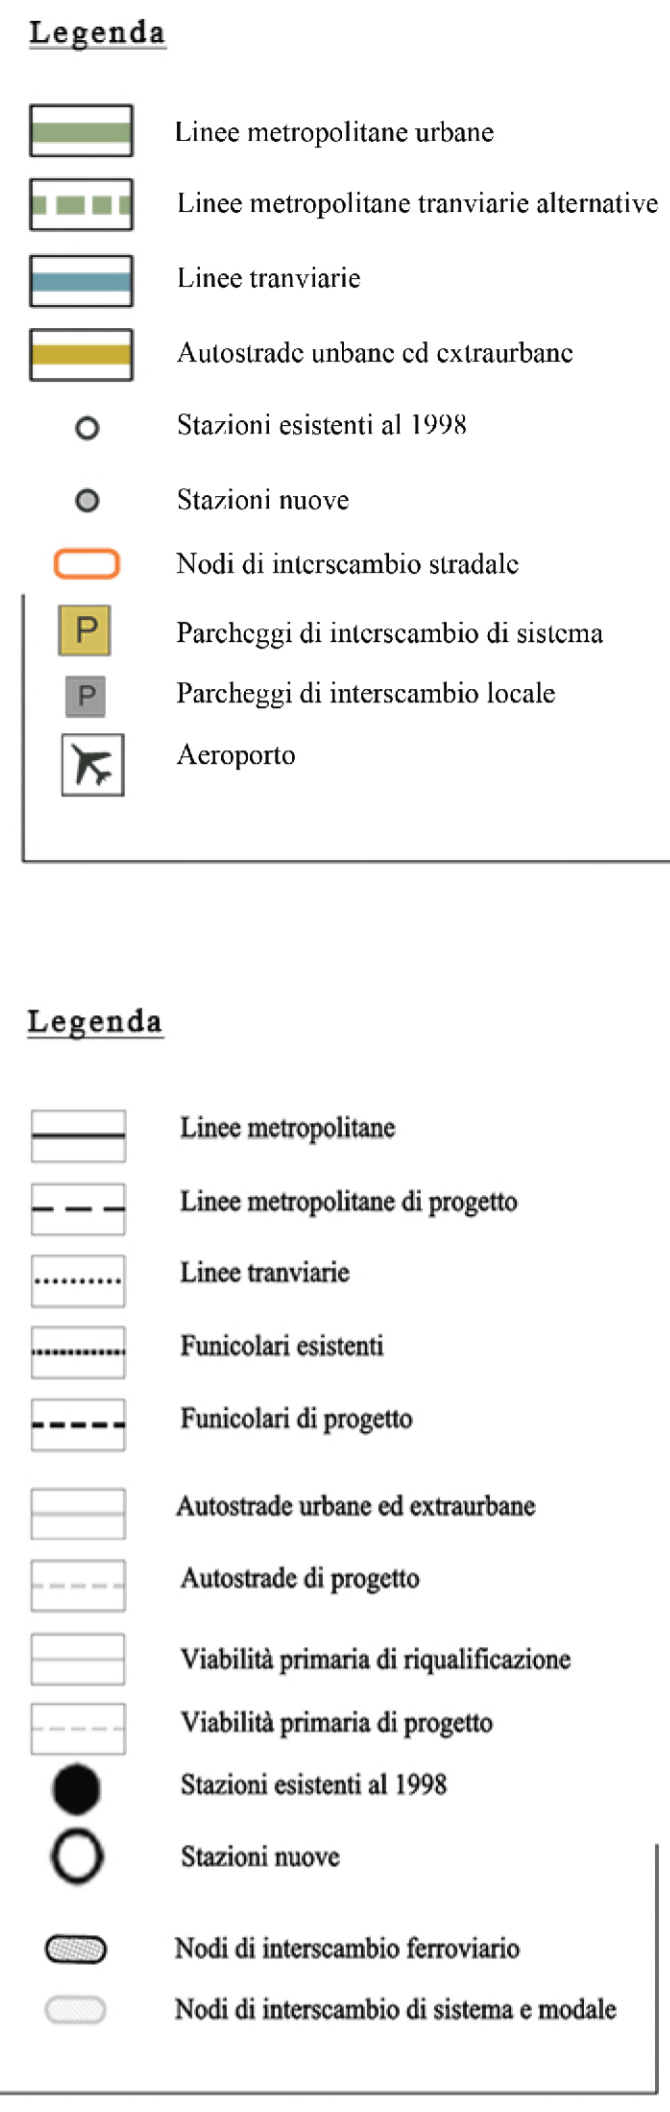 Legenda
Linee metropolitane urbane
Linee metropolitane tranviarie alternative
Linee tranviarie
Autostrade unbane ed extraurbane
Stazioni esistenti al 1998
Stazioni nuove
Nodi di interscambio stradale
P Parcheggi di interscambio di sistema
P Parcheggi di interscambio locale
Aeroporto
Legenda
Linee metropolitane
Linee metropolitane di progetto
Linee tranviarie
Funicolari esistenti
Funicolari di progetto
Autostrade urbane ed extraurbane
Autostrade di progetto
Viabilità primaria di riqualificazione
Viabilità primaria di progetto
Stazioni esistenti al 1998
Stazioni nuove
Nodi di interscambio ferroviario
Nodi di interscambio di sistema e modale